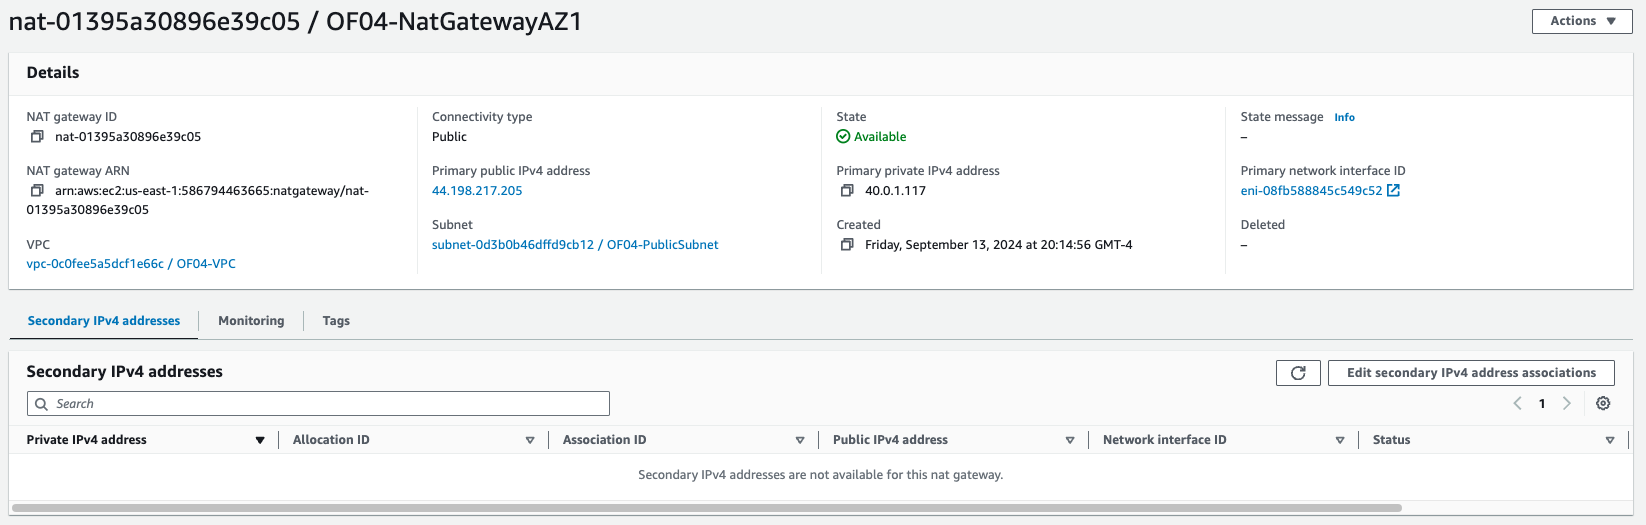 nat-01395a30896e39c05 / OF04-NatGatewayAZ1
Actions
Details
NAT gateway ID
nat-01395a30896e39c05
NAT gateway ARN
arn:aws:ec2:us-east-1:586794463665:natgateway/nat-
01395a30896e39c05
VPC
vpc-0c0fee5a5dcf1e66c / OF04-VPC
Connectivity type
Public
Primary public IPv4 address
44.198.217.205
Subnet
subnet-0d3b0b46dffd9cb12 / OF04-PublicSubnet
State
Available
Primary private IPv4 address
40.0.1.117
Created
Friday, September 13, 2024 at 20:14:56 GMT-4
State message Info
–
Primary network interface ID
eni-08fb588845c549c52
Deleted
–
Secondary IPv4 addresses
Monitoring
Tags
Secondary IPv4 addresses
Edit secondary IPv4 address associations
Search
1
Private IPv4 address
Allocation ID
Association ID
Public IPv4 address
Network interface ID
Status
Secondary IPv4 addresses are not available for this nat gateway.